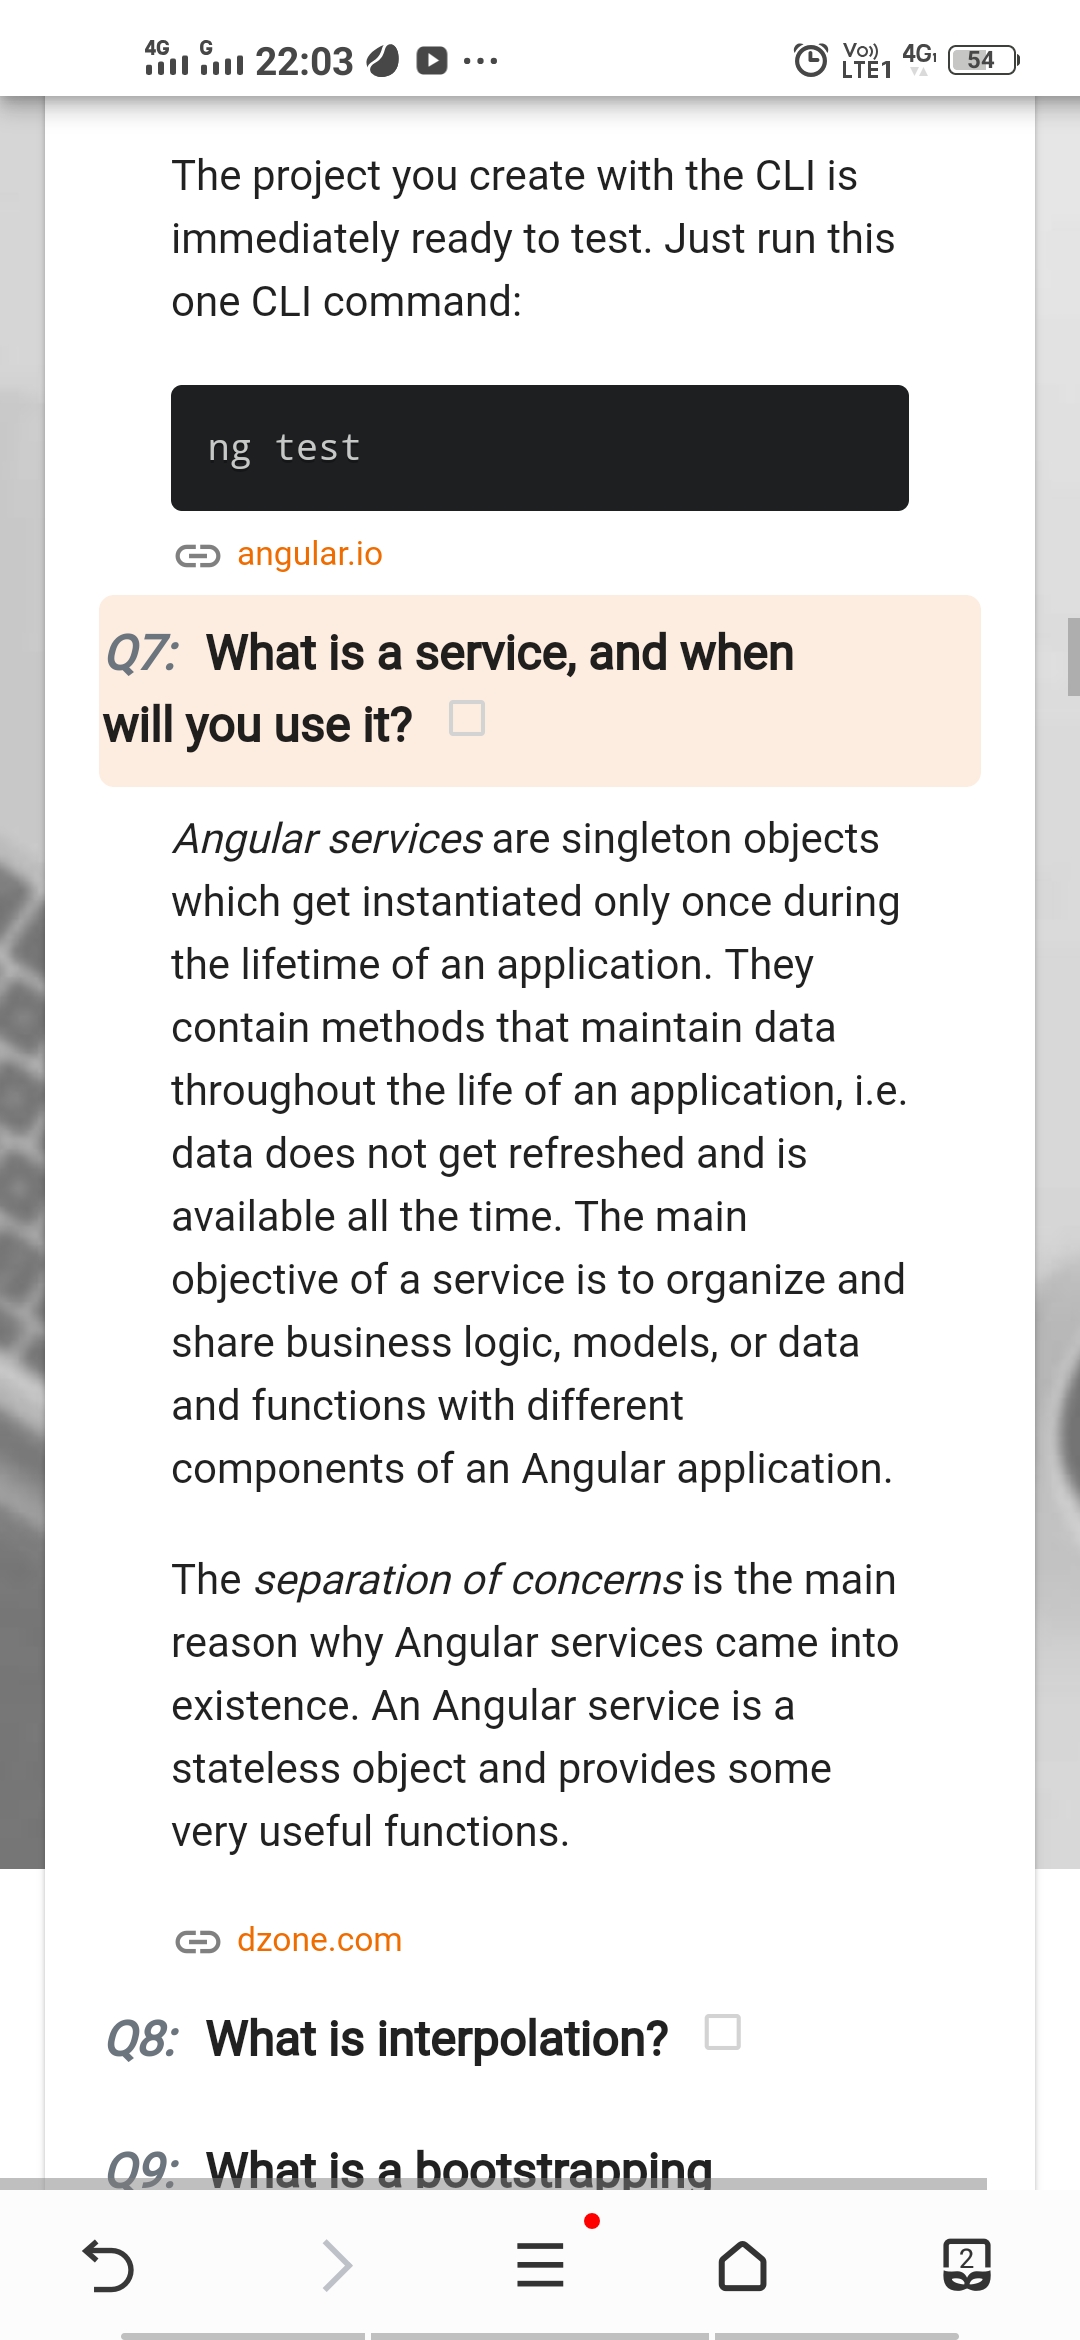 4G G 22:03 ... Vo)) LTE1 4G1 54
The project you create with the CLI is
immediately ready to test. Just run this
one CLI command:
ng test
angular.io
Q7: What is a service, and when
will you use it?
Angular services are singleton objects
which get instantiated only once during
the lifetime of an application. They
contain methods that maintain data
throughout the life of an application, i.e.
data does not get refreshed and is
available all the time. The main
objective of a service is to organize and
share business logic, models, or data
and functions with different
components of an Angular application.
The separation of concerns is the main
reason why Angular services came into
existence. An Angular service is a
stateless object and provides some
very useful functions.
dzone.com
Q8: What is interpolation?
Q9: What is a bootstrapping
2